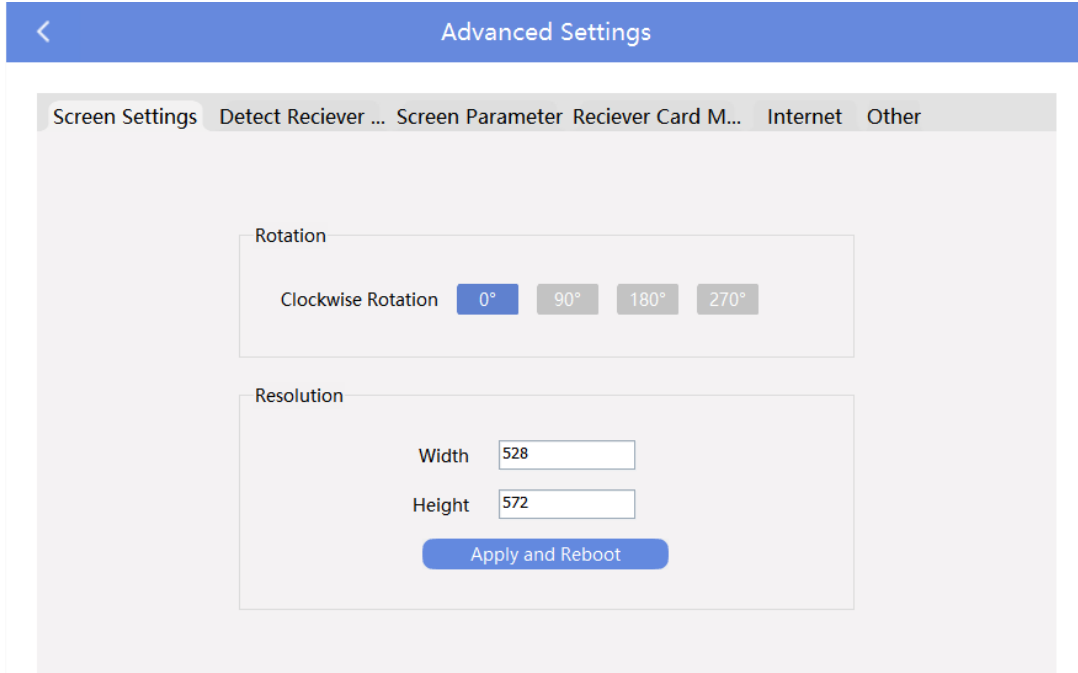 Advanced Settings
Screen Settings Detect Reciever ... Screen Parameter Reciever Card M... Internet Other
Rotation
Clockwise Rotation 0° 90° 180° 270°
Resolution
Width 528
Height 572
Apply and Reboot